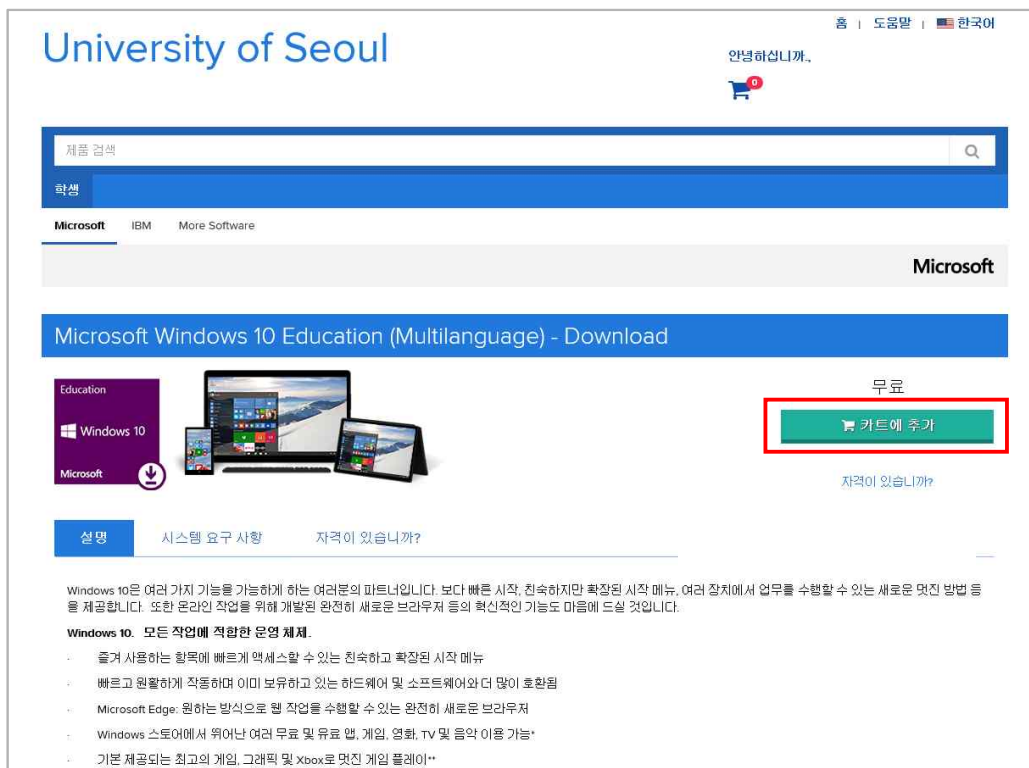 홈 | 도움말 | 한국어
University of Seoul
안녕하십니까.,
0
제품 검색
학생
Microsoft IBM More Software
Microsoft
Microsoft Windows 10 Education (Multilanguage) - Download
Education
Windows 10
Microsoft
무료
카트에 추가
자격이 있습니까?
설명 시스템 요구 사항 자격이 있습니까?
Windows 10은 여러 가지 기능을 가능하게 하는 여러분의 파트너입니다. 보다 빠른 시작, 친숙하지만 확장된 시작 메뉴, 여러 장치에서 업무를 수행할 수 있는 새로운 멋진 방법 등
을 제공합니다. 또한 온라인 작업을 위해 개발된 완전히 새로운 브라우저 등의 혁신적인 기능도 마음에 드실 것입니다.
Windows 10. 모든 작업에 적합한 운영 체제.
· 즐겨 사용하는 항목에 빠르게 액세스할 수 있는 친숙하고 확장된 시작 메뉴
· 빠르고 원활하게 작동하며 이미 보유하고 있는 하드웨어 및 소프트웨어와 더 많이 호환됨
· Microsoft Edge: 원하는 방식으로 웹 작업을 수행할 수 있는 완전히 새로운 브라우저
· Windows 스토어에서 뛰어난 여러 무료 및 유료 앱, 게임, 영화, TV 및 음악 이용 가능*
· 기본 제공되는 최고의 게임, 그래픽 및 Xbox로 멋진 게임 플레이**